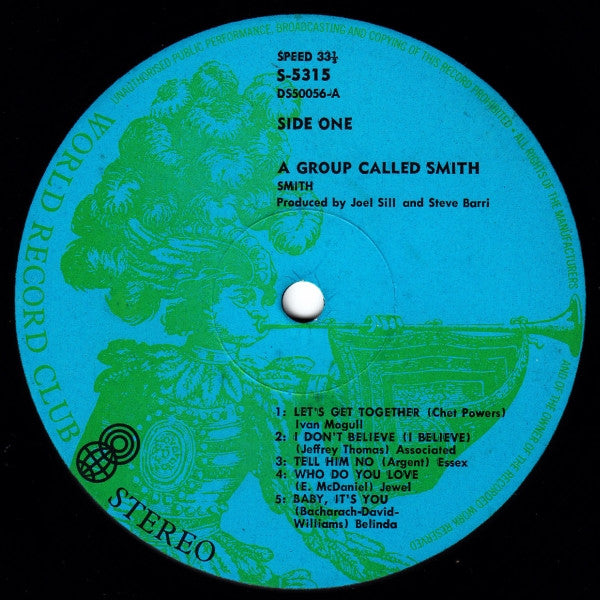 UNAUTHORISED PUBLIC PERFORMANCE, BROADCASTING AND COPYING OF THIS RECORD PROHIBITED • ALL RIGHTS OF THE MANUFACTURERS
AND OF THE OWNER OF
RECORDED WORK RESERVED
WORLD RECORD CLUB
SPEED 33⅓
S-5315
DS50056-A
SIDE ONE
A GROUP CALLED SMITH
SMITH
Produced by Joel Sill and Steve Barri
1: LET'S GET TOGETHER (Chet Powers)
Ivan Mogull
2: I DON'T BELIEVE (I BELIEVE)
(Jeffrey Thomas) Associated
3: TELL HIM NO (Argent) Essex
4: WHO DO YOU LOVE
(E. McDaniel) Jewel
5: BABY, IT'S YOU
(Bacharach-David-
Williams) Belinda
STEREO